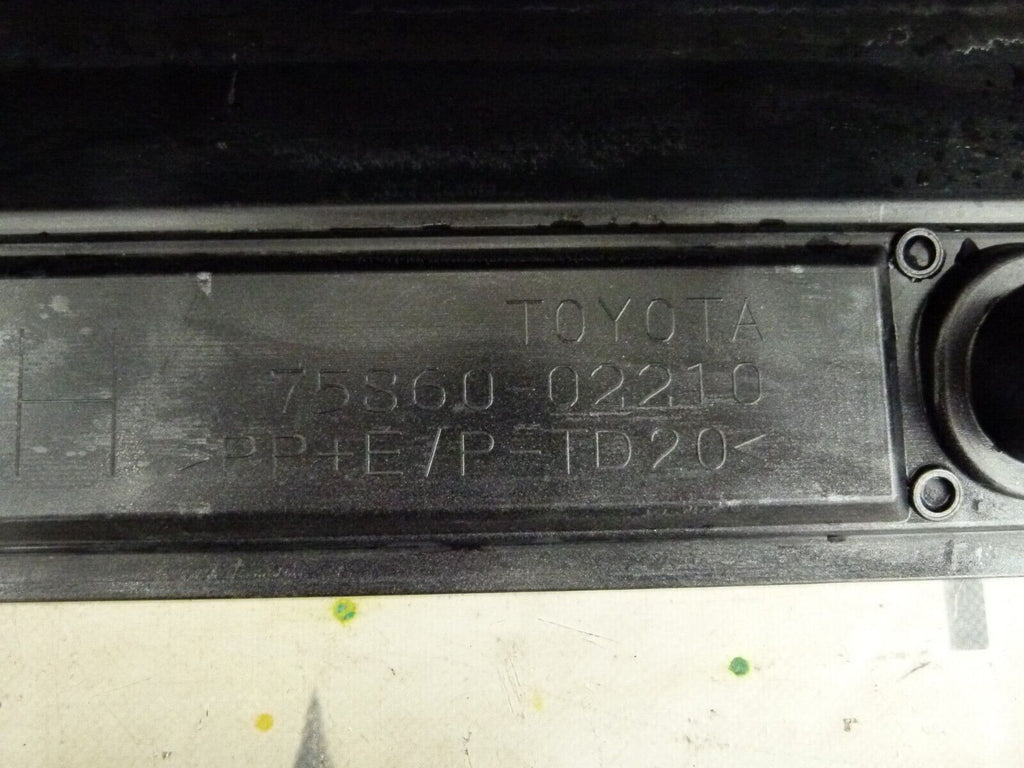 TOYOTA
H
75860-02210
>PP+E/P-TD20<